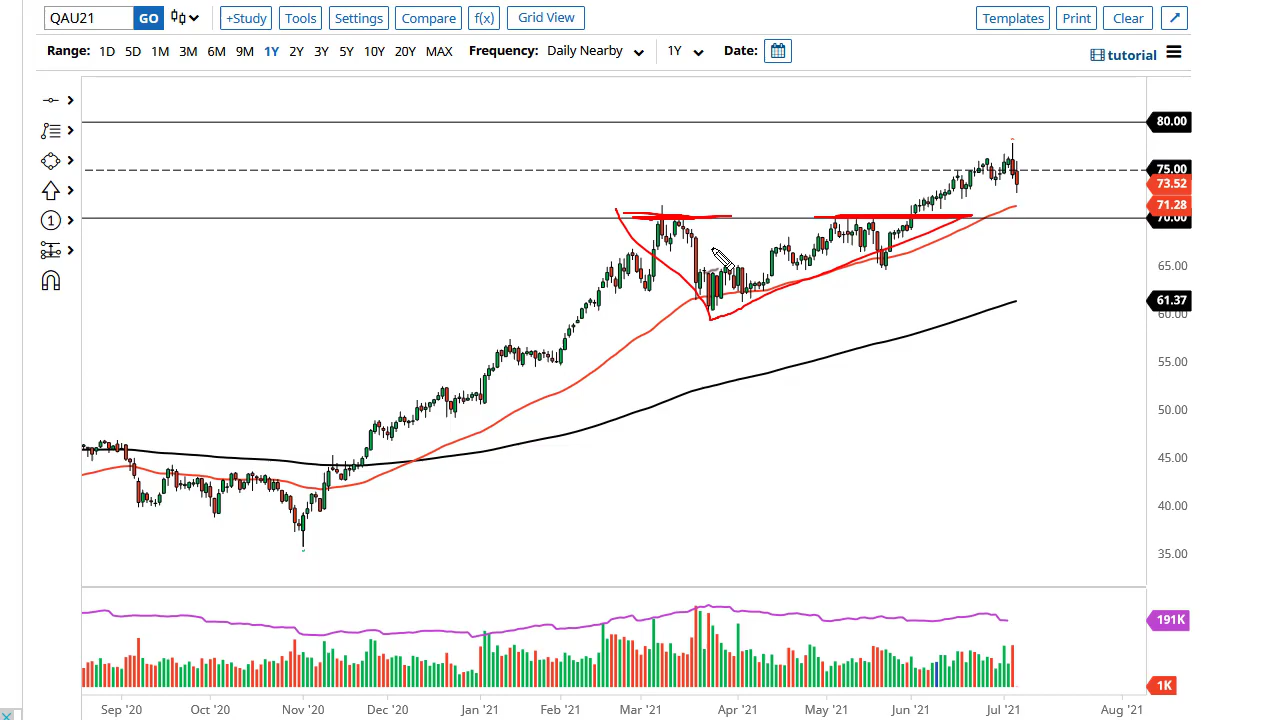 QAU21 GO +Study Tools Settings Compare f(x) Grid View Templates Print Clear
Range: 1D 5D 1M 3M 6M 9M 1Y 2Y 3Y 5Y 10Y 20Y MAX Frequency: Daily Nearby 1Y Date: tutorial
80.00
75.00
73.52
71.28
70.00
65.00
61.37
60.00
55.00
50.00
45.00
40.00
35.00
191K
1K
Sep '20 Oct '20 Nov '20 Dec '20 Jan '21 Feb '21 Mar '21 Apr '21 May '21 Jun '21 Jul '21 Aug '21